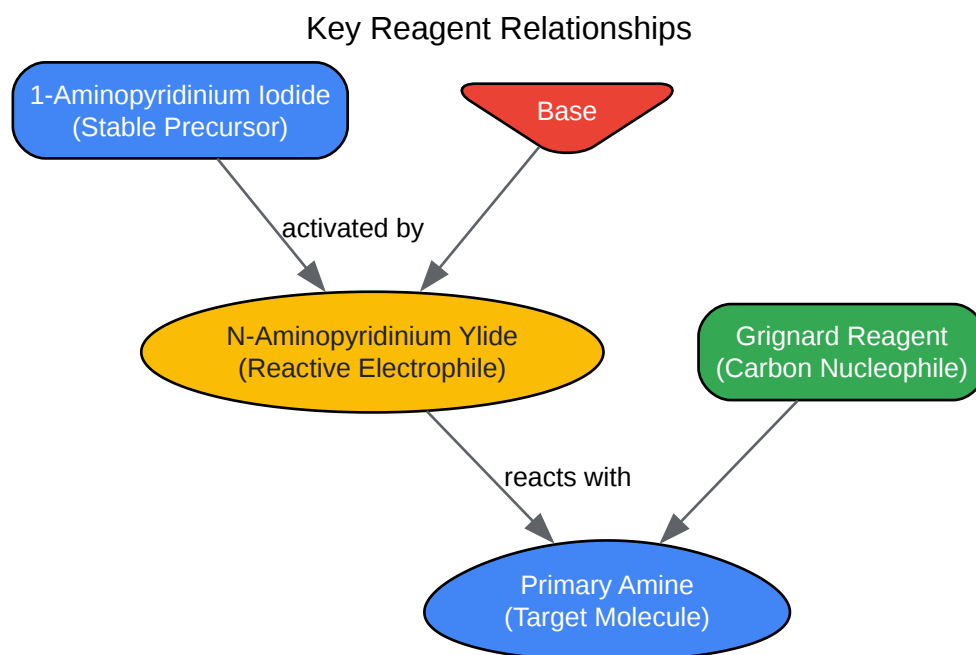 Key Reagent Relationships
1-Aminopyridinium Iodide
(Stable Precursor)
Base
activated by
N-Aminopyridinium Ylide
(Reactive Electrophile)
Grignard Reagent
(Carbon Nucleophile)
reacts with
Primary Amine
(Target Molecule)